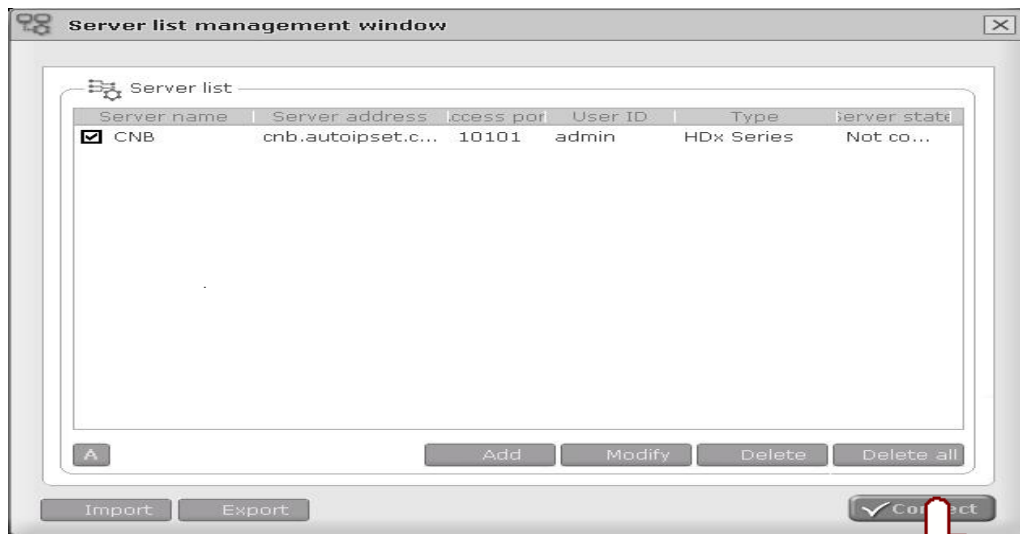 Server list management window
Server list
Server name Server address ccess por User ID Type Server state
CNB cnb.autoipset.c... 10101 admin HDx Series Not co...
A Add Modify Delete Delete all
Import Export